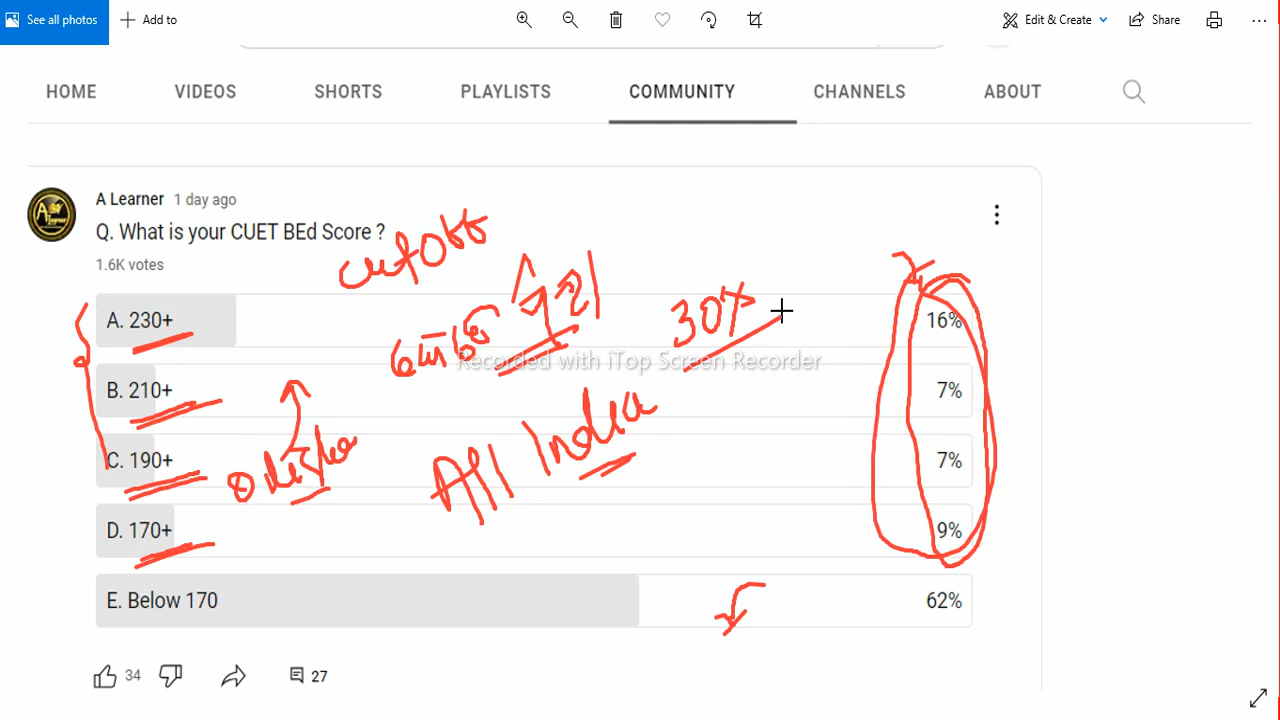 See all photos
Add to
Edit & Create
Share
HOME VIDEOS SHORTS PLAYLISTS COMMUNITY CHANNELS ABOUT
A Learner 1 day ago
Q. What is your CUET BEd Score ?
1.6K votes
cutoff
A. 230+ 16%
30%
Recorded with iTop Screen Recorder
B. 210+ 7%
All India
C. 190+ 7%
D. 170+ 9%
E. Below 170 62%
34
27